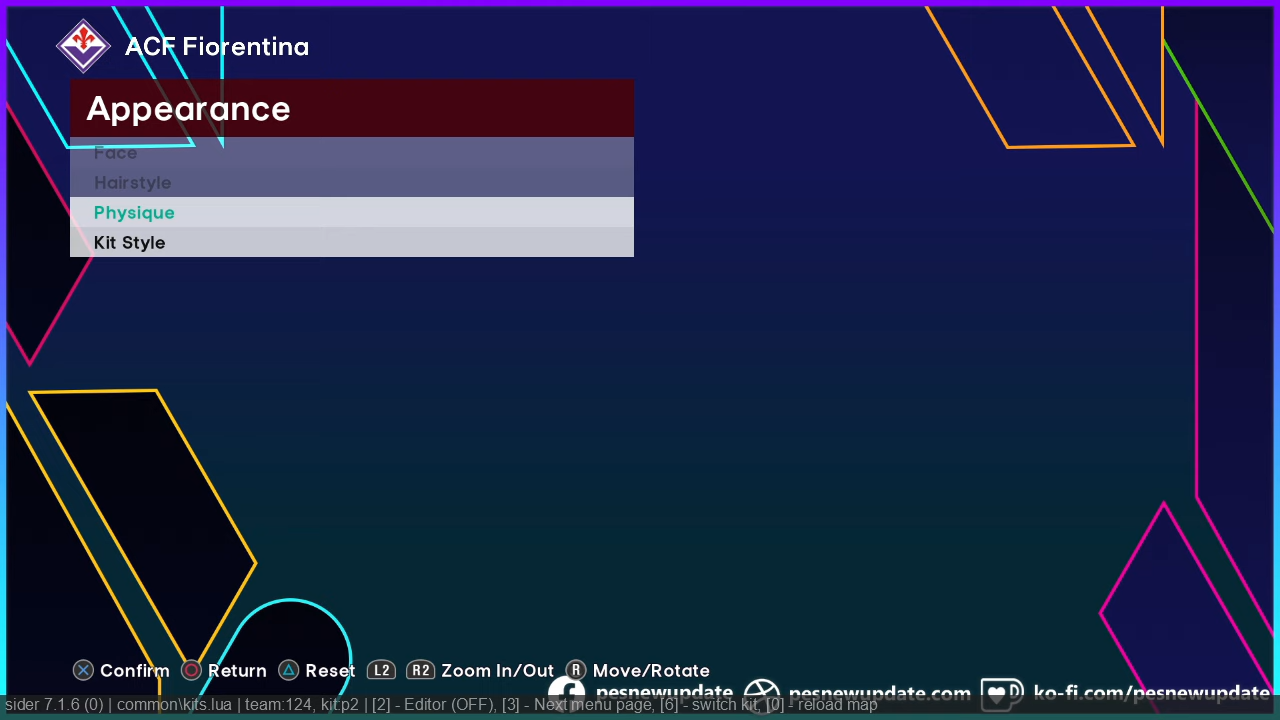 ACF Fiorentina
Appearance
Face
Hairstyle
Physique
Kit Style
Confirm Return Reset L2 R2 Zoom In/Out R Move/Rotate
pesnewupdate pesnewupdate.com ko-fi.com/pesnewupdate
sider 7.1.6 (0) | common\kits.lua | team:124, kit:p2 | [2] - Editor (OFF), [3] - Next menu page, [6] - switch kit, [0] - reload map